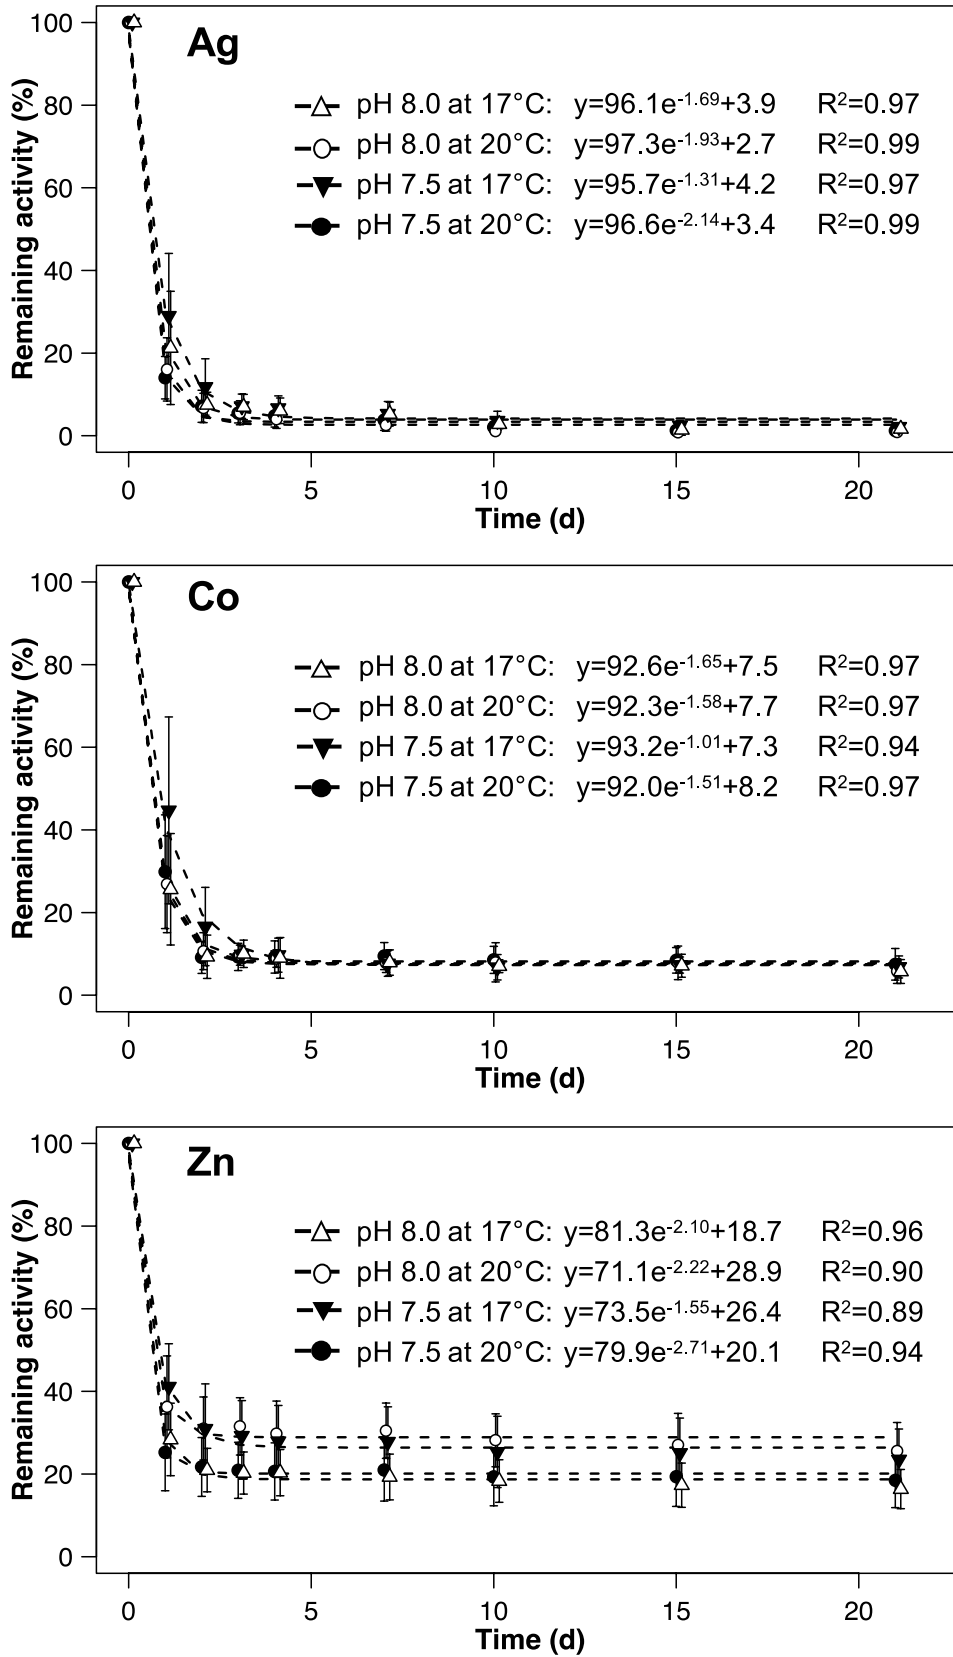 Ag
pH 8.0 at 17°C: y=96.1e^-1.69+3.9 R²=0.97
pH 8.0 at 20°C: y=97.3e^-1.93+2.7 R²=0.99
pH 7.5 at 17°C: y=95.7e^-1.31+4.2 R²=0.97
pH 7.5 at 20°C: y=96.6e^-2.14+3.4 R²=0.99
Remaining activity (%)
100
80
60
40
20
0
0 5 10 15 20
Time (d)
Co
pH 8.0 at 17°C: y=92.6e^-1.65+7.5 R²=0.97
pH 8.0 at 20°C: y=92.3e^-1.58+7.7 R²=0.97
pH 7.5 at 17°C: y=93.2e^-1.01+7.3 R²=0.94
pH 7.5 at 20°C: y=92.0e^-1.51+8.2 R²=0.97
Remaining activity (%)
100
80
60
40
20
0
0 5 10 15 20
Time (d)
Zn
pH 8.0 at 17°C: y=81.3e^-2.10+18.7 R²=0.96
pH 8.0 at 20°C: y=71.1e^-2.22+28.9 R²=0.90
pH 7.5 at 17°C: y=73.5e^-1.55+26.4 R²=0.89
pH 7.5 at 20°C: y=79.9e^-2.71+20.1 R²=0.94
Remaining activity (%)
100
80
60
40
20
0
0 5 10 15 20
Time (d)